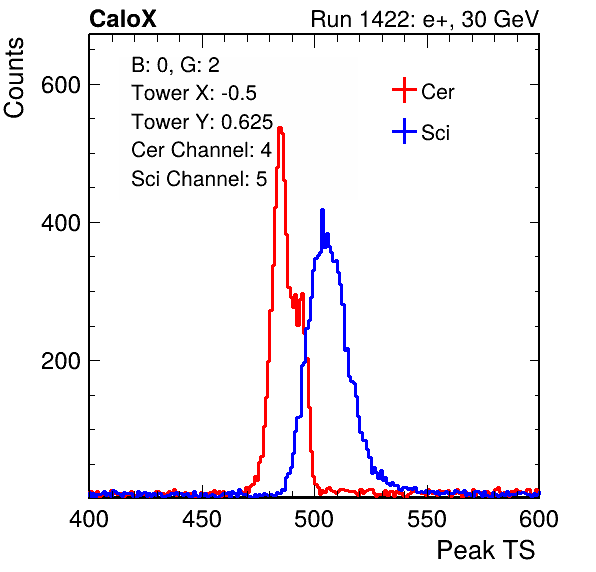 CaloX Run 1422: e+, 30 GeV
Counts
B: 0, G: 2
Tower X: -0.5
Tower Y: 0.625
Cer Channel: 4
Sci Channel: 5
Cer
Sci
600
400
200
400 450 500 550 600
Peak TS